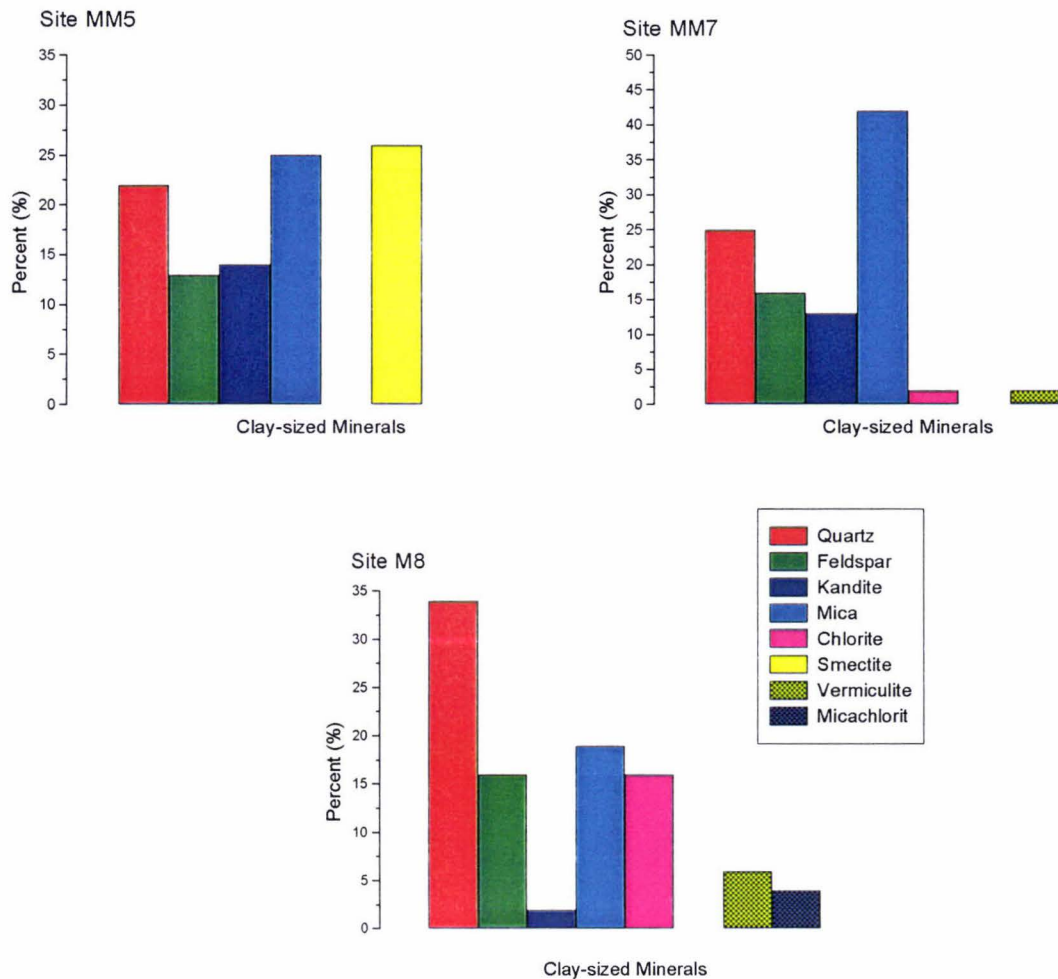 Site MM5
35
30
25
20
15
10
5
0
Percent (%)
Clay-sized Minerals
Site MM7
50
45
40
35
30
25
20
15
10
5
0
Percent (%)
Clay-sized Minerals
Site M8
35
30
25
20
15
10
5
0
Percent (%)
Clay-sized Minerals
Quartz
Feldspar
Kandite
Mica
Chlorite
Smectite
Vermiculite
Micachlorit